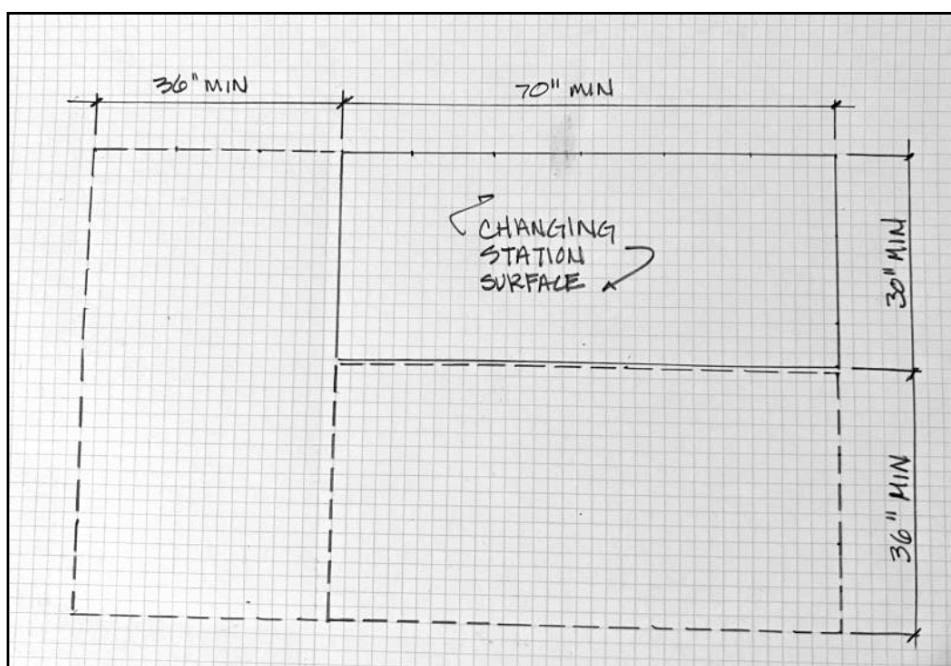 36" MIN
70" MIN
CHANGING
STATION
SURFACE
30" MIN
36" MIN